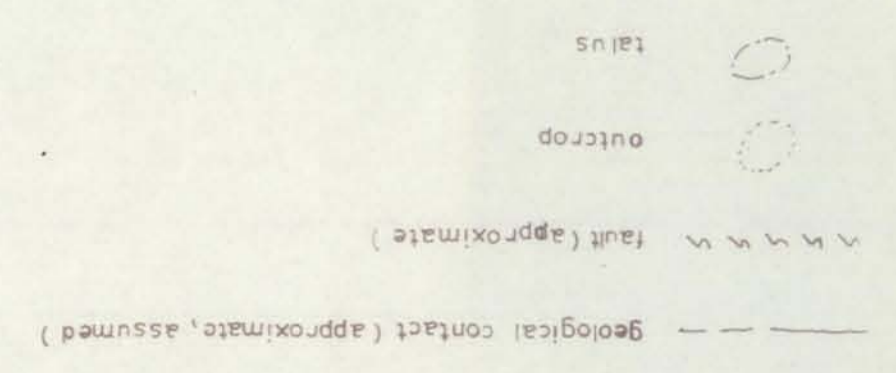 geological contact ( approximate, assumed )
fault ( approximate )
outcrop
talus